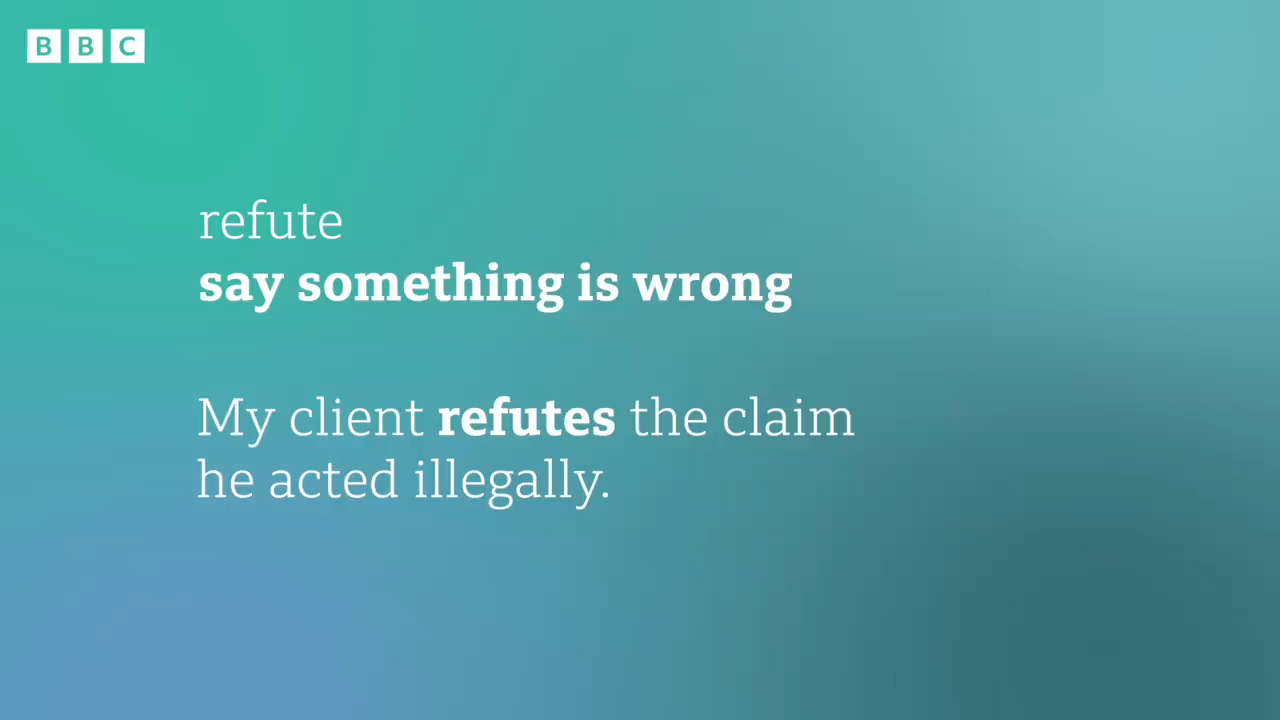 BBC
refute
say something is wrong
My client refutes the claim
he acted illegally.